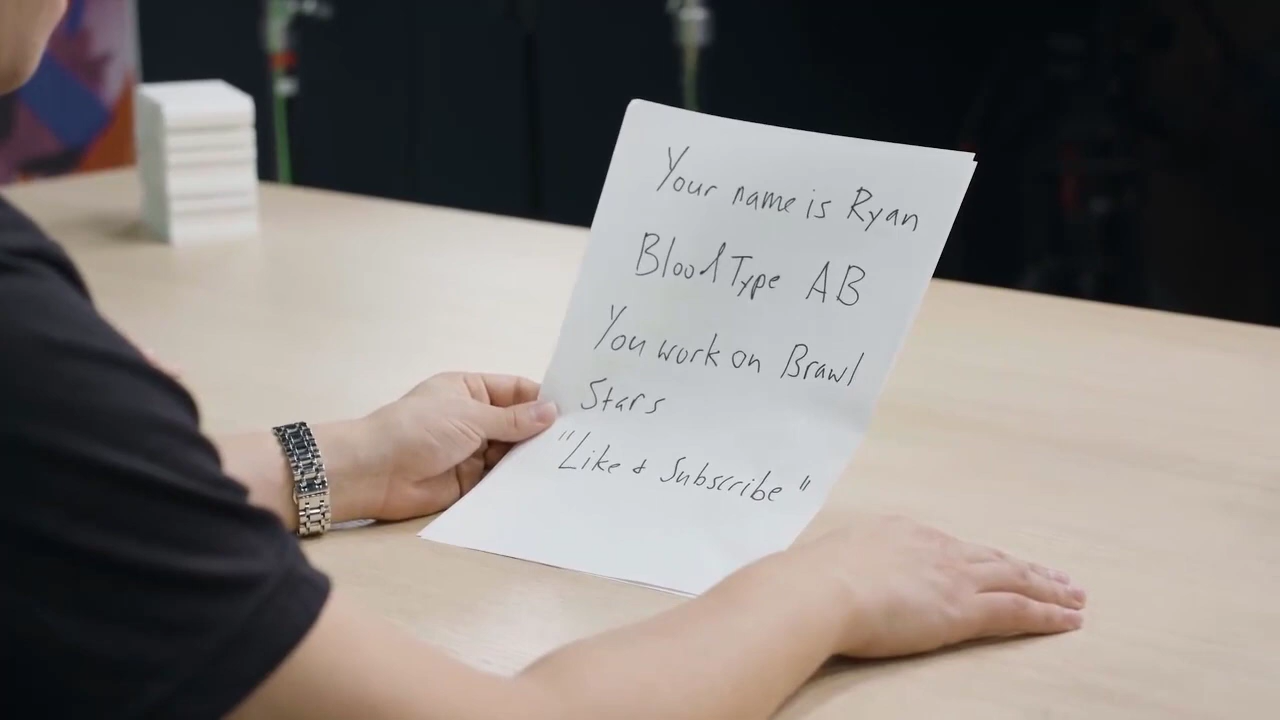 Your name is Ryan
Blood Type AB
You work on Brawl
Stars
"Like & Subscribe"